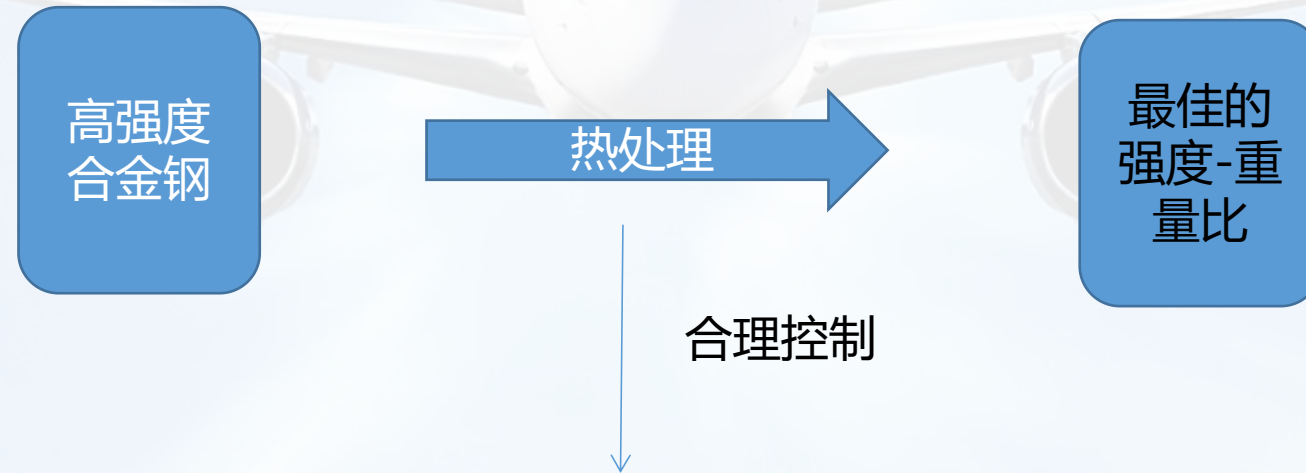 高强度
合金钢
热处理
最佳的
强度-重
量比
合理控制